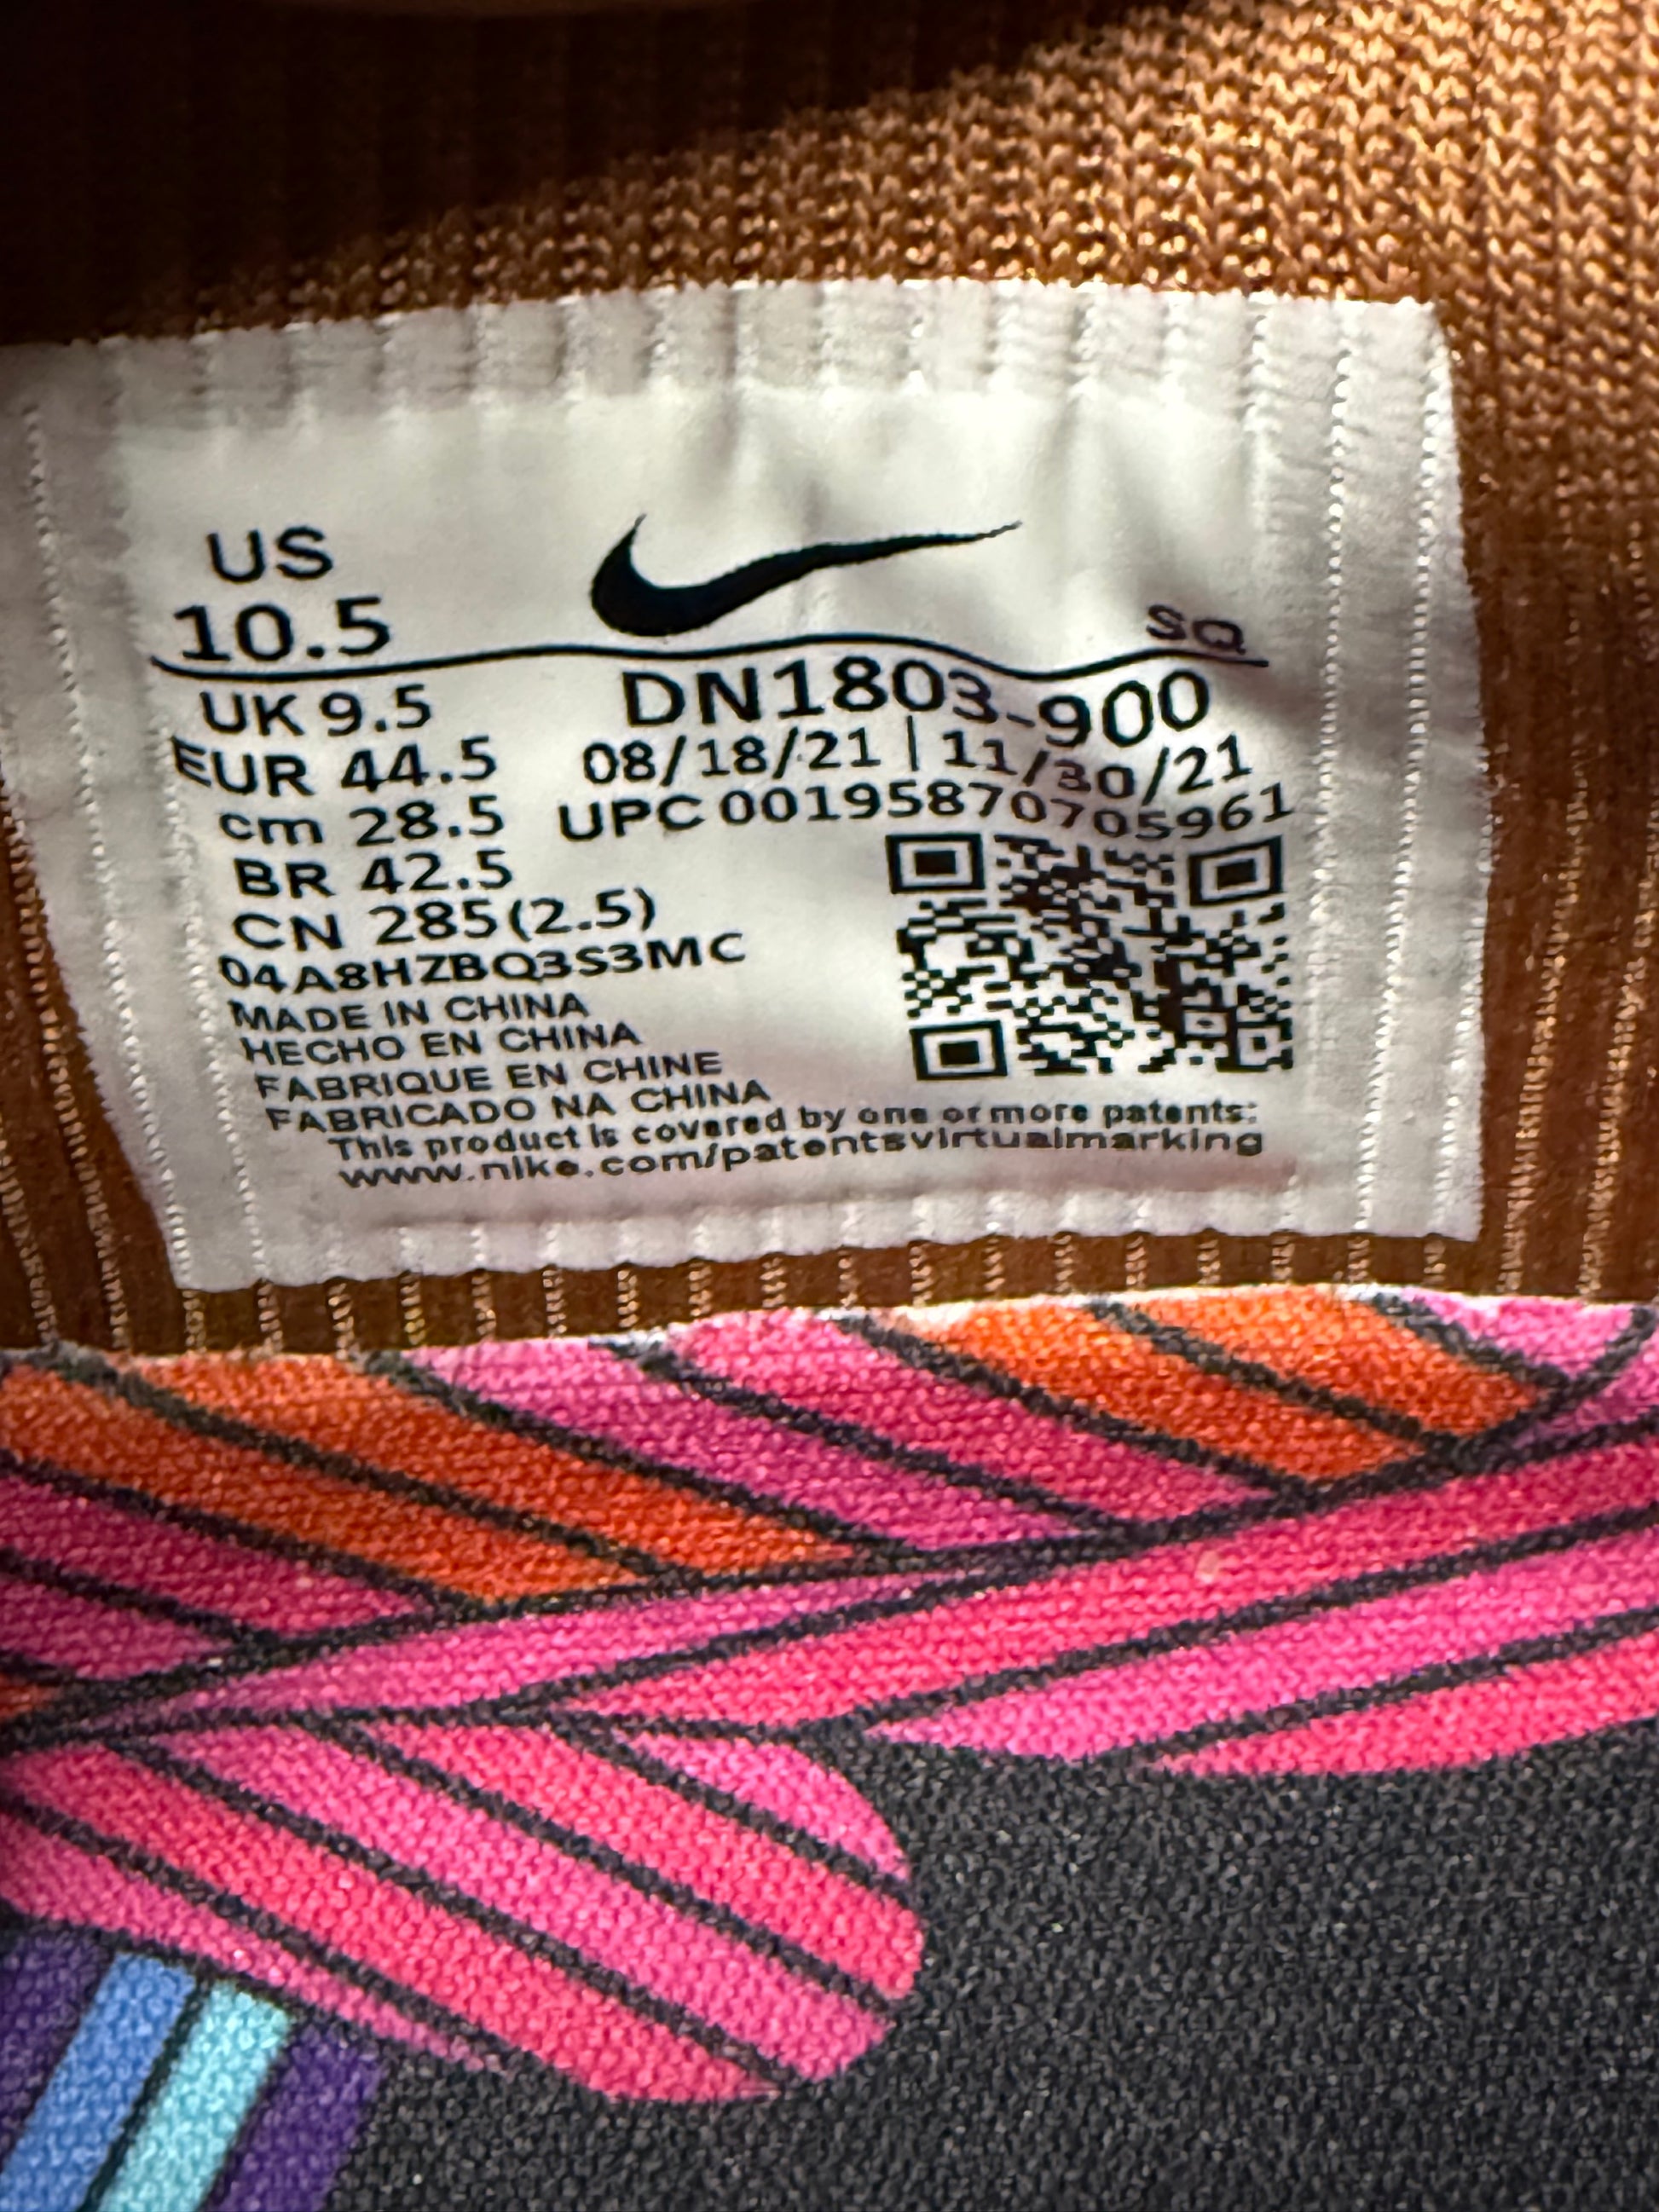 US
10.5
SQ
UK 9.5
DN1803-900
EUR 44.5
08/18/21 | 11/30/21
cm 28.5
UPC 00195870705961
BR 42.5
CN 285(2.5)
04A8HZBQ3S3MC
MADE IN CHINA
HECHO EN CHINA
FABRIQUE EN CHINE
FABRICADO NA CHINA
This product is covered by one or more patents:
www.nike.com/patentsvirtualmarking